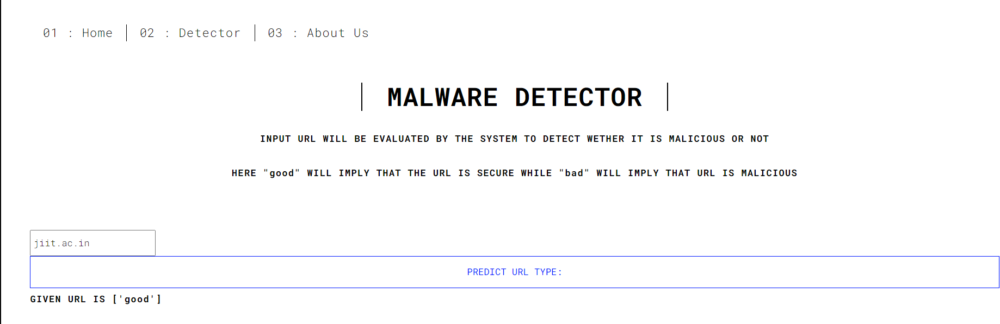 01 : Home | 02 : Detector | 03 : About Us
| MALWARE DETECTOR |
INPUT URL WILL BE EVALUATED BY THE SYSTEM TO DETECT WETHER IT IS MALICIOUS OR NOT
HERE "good" WILL IMPLY THAT THE URL IS SECURE WHILE "bad" WILL IMPLY THAT URL IS MALICIOUS
jiit.ac.in
PREDICT URL TYPE:
GIVEN URL IS ['good']